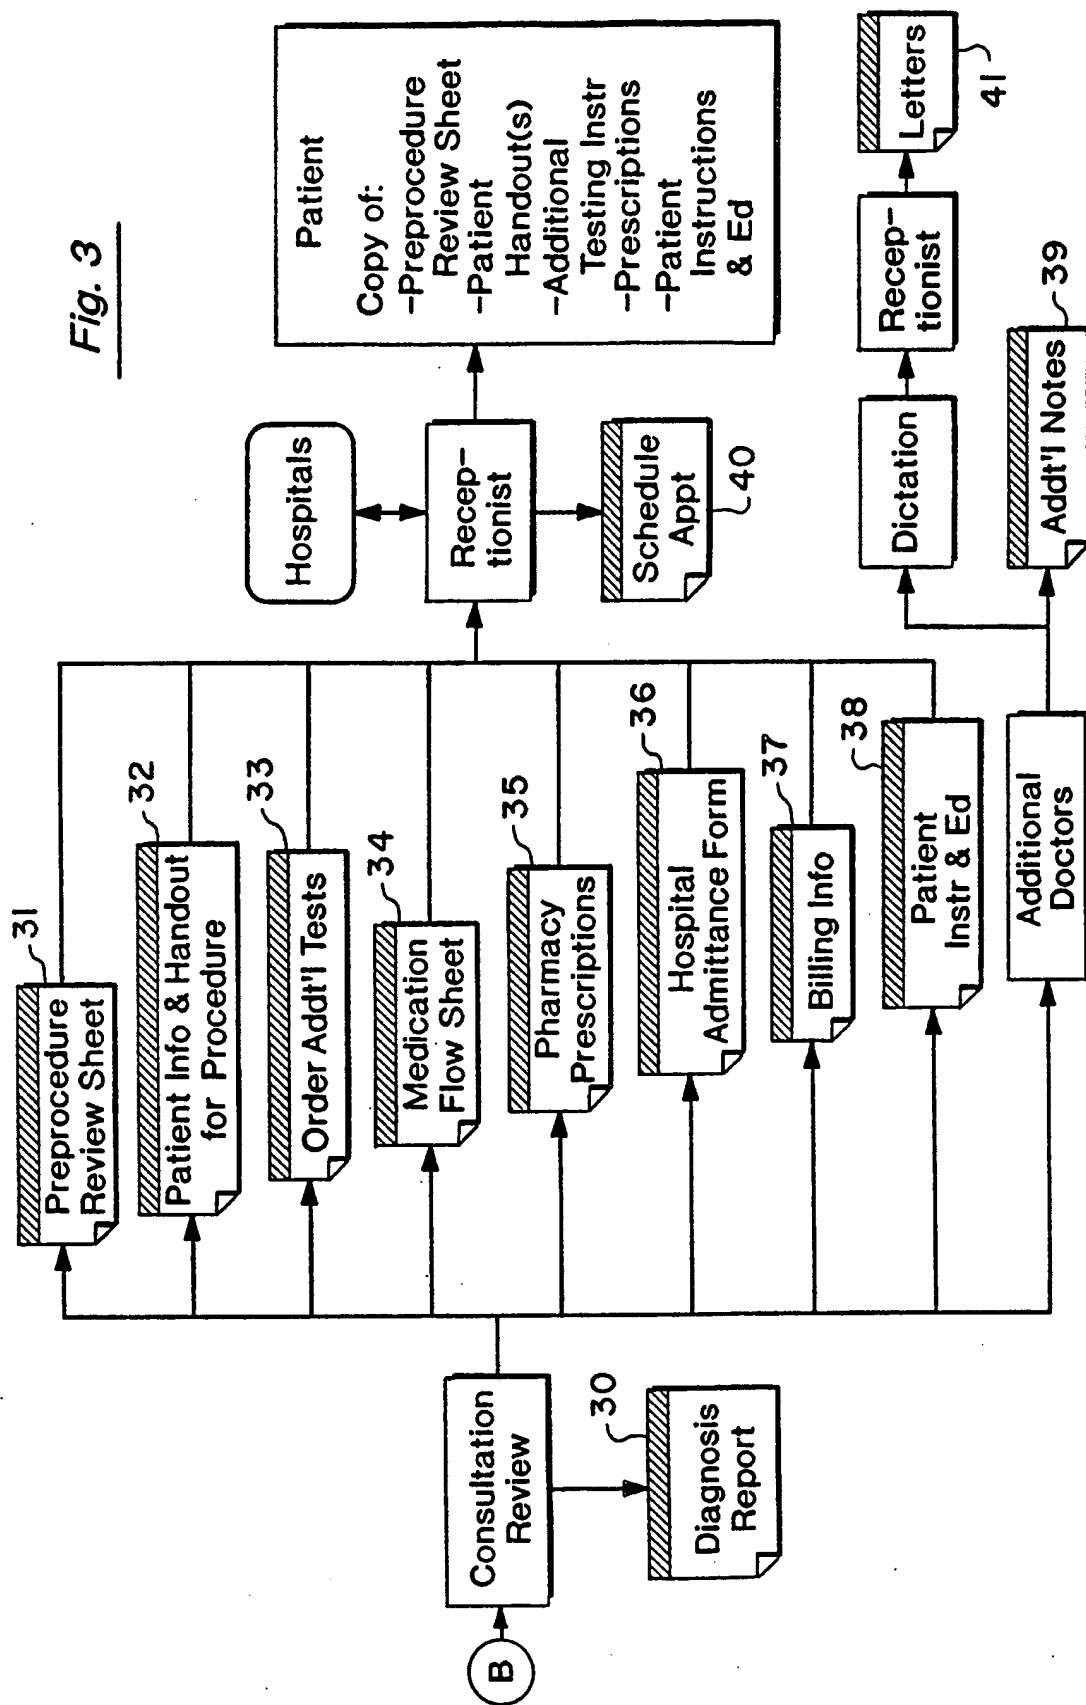 Fig. 3
B
Consultation
Review
30
Diagnosis
Report
31
Preprocedure
Review Sheet
32
Patient Info & Handout
for Procedure
33
Order Addt'l Tests
34
Medication
Flow Sheet
35
Pharmacy
Prescriptions
36
Hospital
Admittance Form
37
Billing Info
38
Patient
Instr & Ed
Additional
Doctors
Hospitals
Recep-
tionist
Schedule
Appt
40
Patient
Copy of:
-Preprocedure
Review Sheet
-Patient
Handout(s)
-Additional
Testing Instr
-Prescriptions
-Patient
Instructions
& Ed
Dictation
Recep-
tionist
Letters
41
Addt'l Notes
39